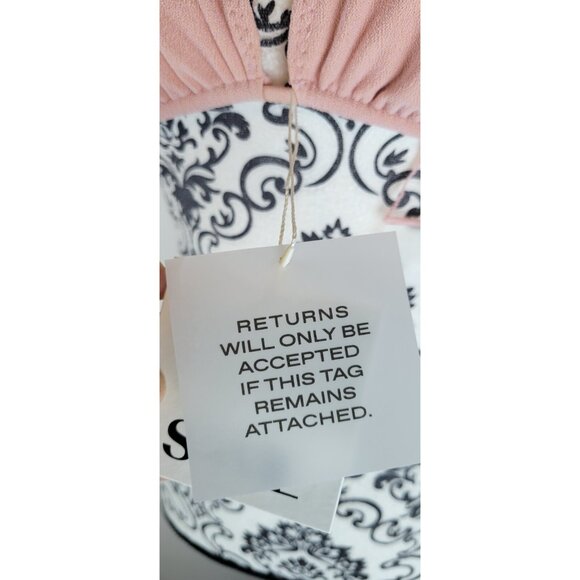 RETURNS
WILL ONLY BE
ACCEPTED
IF THIS TAG
REMAINS
ATTACHED.